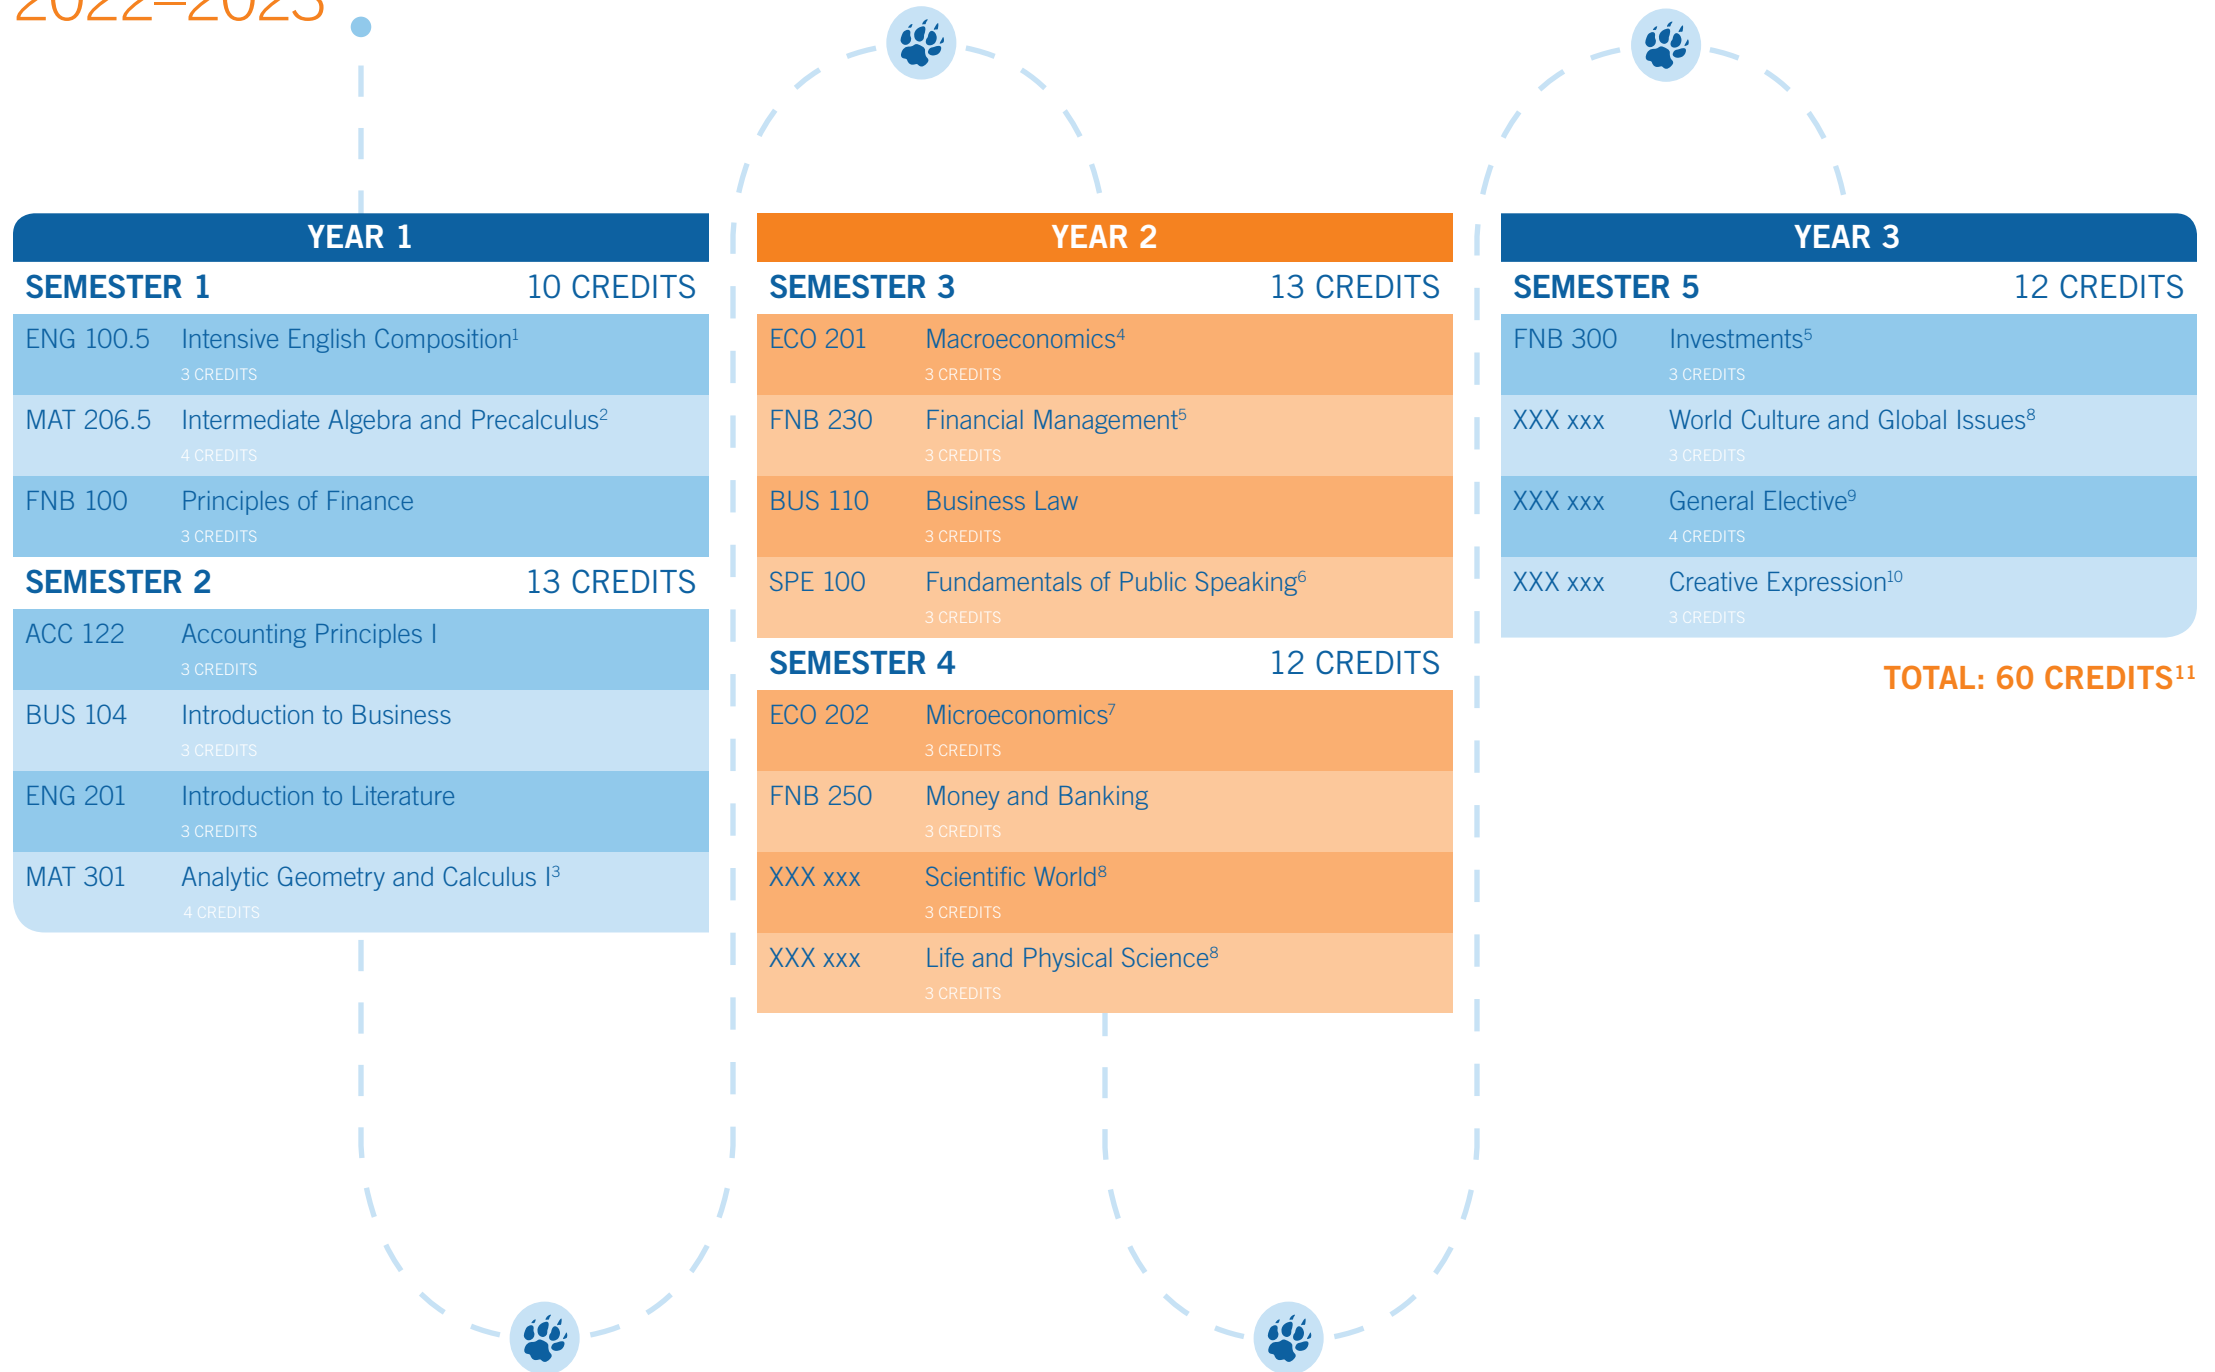 2022–2023
YEAR 1
SEMESTER 1 10 CREDITS
ENG 100.5 Intensive English Composition¹
3 CREDITS
MAT 206.5 Intermediate Algebra and Precalculus²
4 CREDITS
FNB 100 Principles of Finance
3 CREDITS
SEMESTER 2 13 CREDITS
ACC 122 Accounting Principles I
3 CREDITS
BUS 104 Introduction to Business
3 CREDITS
ENG 201 Introduction to Literature
3 CREDITS
MAT 301 Analytic Geometry and Calculus I³
4 CREDITS
YEAR 2
SEMESTER 3 13 CREDITS
ECO 201 Macroeconomics⁴
3 CREDITS
FNB 230 Financial Management⁵
3 CREDITS
BUS 110 Business Law
3 CREDITS
SPE 100 Fundamentals of Public Speaking⁶
3 CREDITS
SEMESTER 4 12 CREDITS
ECO 202 Microeconomics⁷
3 CREDITS
FNB 250 Money and Banking
3 CREDITS
XXX xxx Scientific World⁸
3 CREDITS
XXX xxx Life and Physical Science⁸
3 CREDITS
YEAR 3
SEMESTER 5 12 CREDITS
FNB 300 Investments⁵
3 CREDITS
XXX xxx World Culture and Global Issues⁸
3 CREDITS
XXX xxx General Elective⁹
4 CREDITS
XXX xxx Creative Expression¹⁰
3 CREDITS
TOTAL: 60 CREDITS¹¹